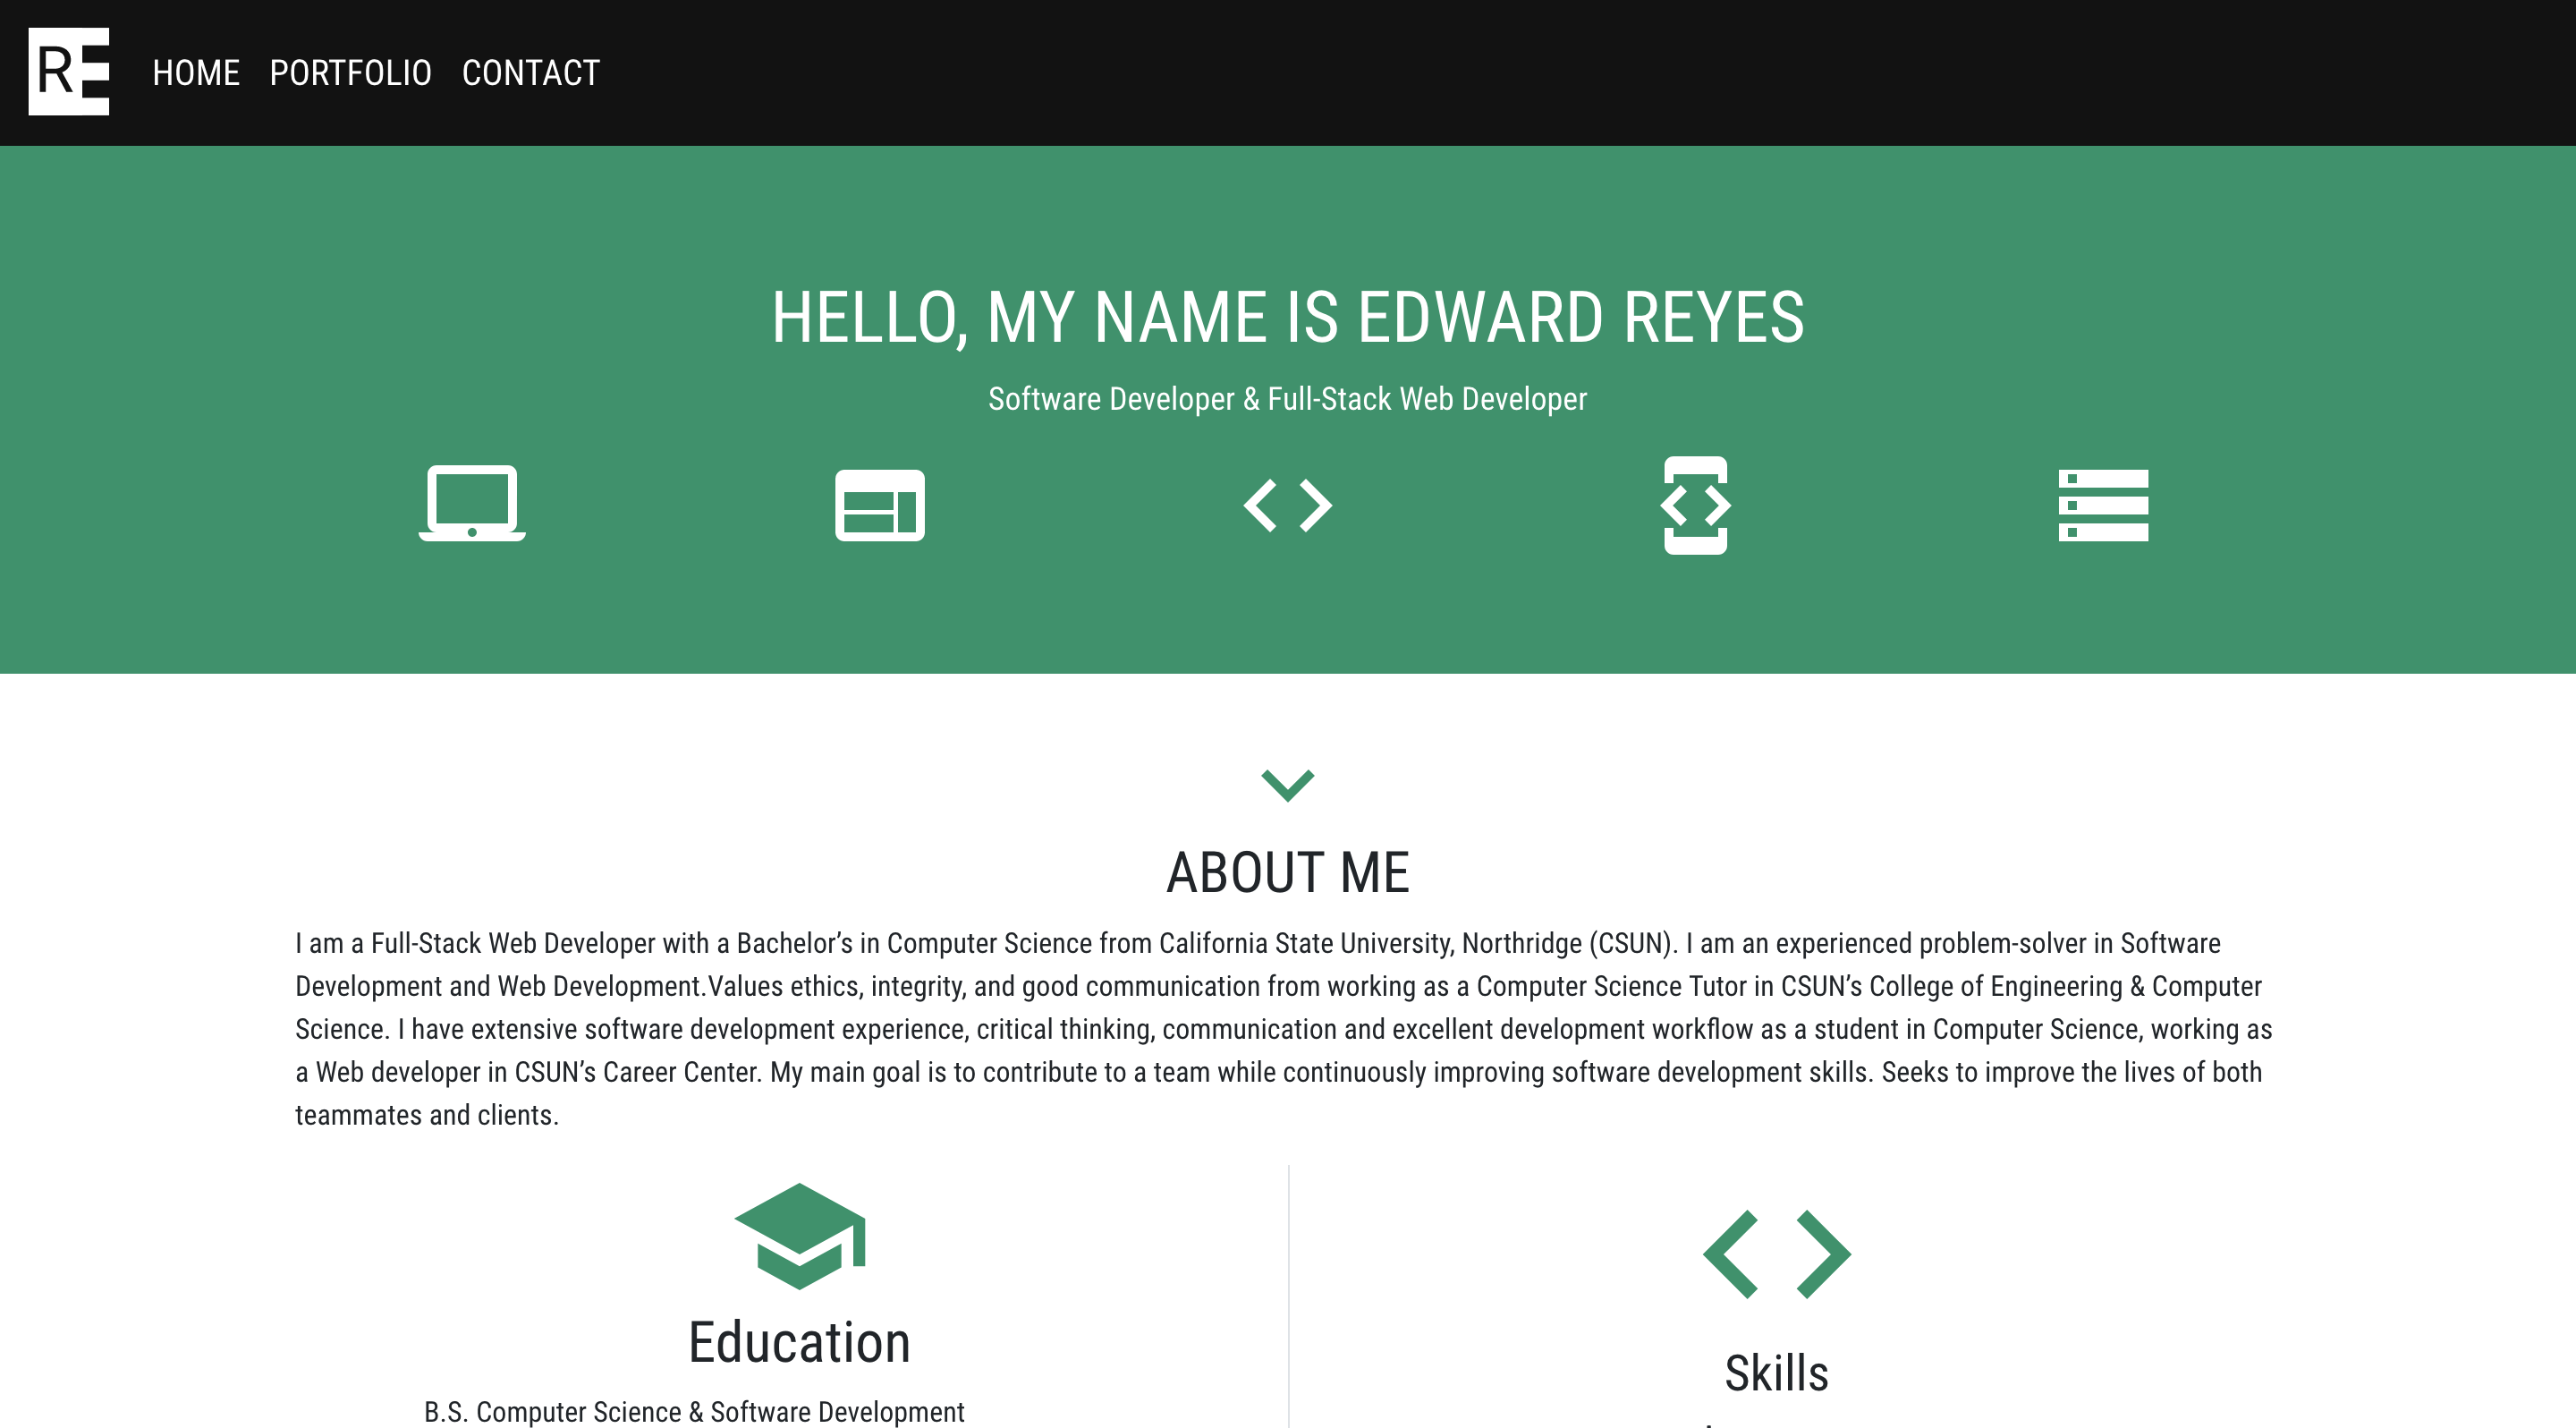 RE
HOME PORTFOLIO CONTACT
HELLO, MY NAME IS EDWARD REYES
Software Developer & Full-Stack Web Developer
ABOUT ME
I am a Full-Stack Web Developer with a Bachelor’s in Computer Science from California State University, Northridge (CSUN). I am an experienced problem-solver in Software
Development and Web Development.Values ethics, integrity, and good communication from working as a Computer Science Tutor in CSUN’s College of Engineering & Computer
Science. I have extensive software development experience, critical thinking, communication and excellent development workflow as a student in Computer Science, working as
a Web developer in CSUN’s Career Center. My main goal is to contribute to a team while continuously improving software development skills. Seeks to improve the lives of both
teammates and clients.
Education
B.S. Computer Science & Software Development
Skills